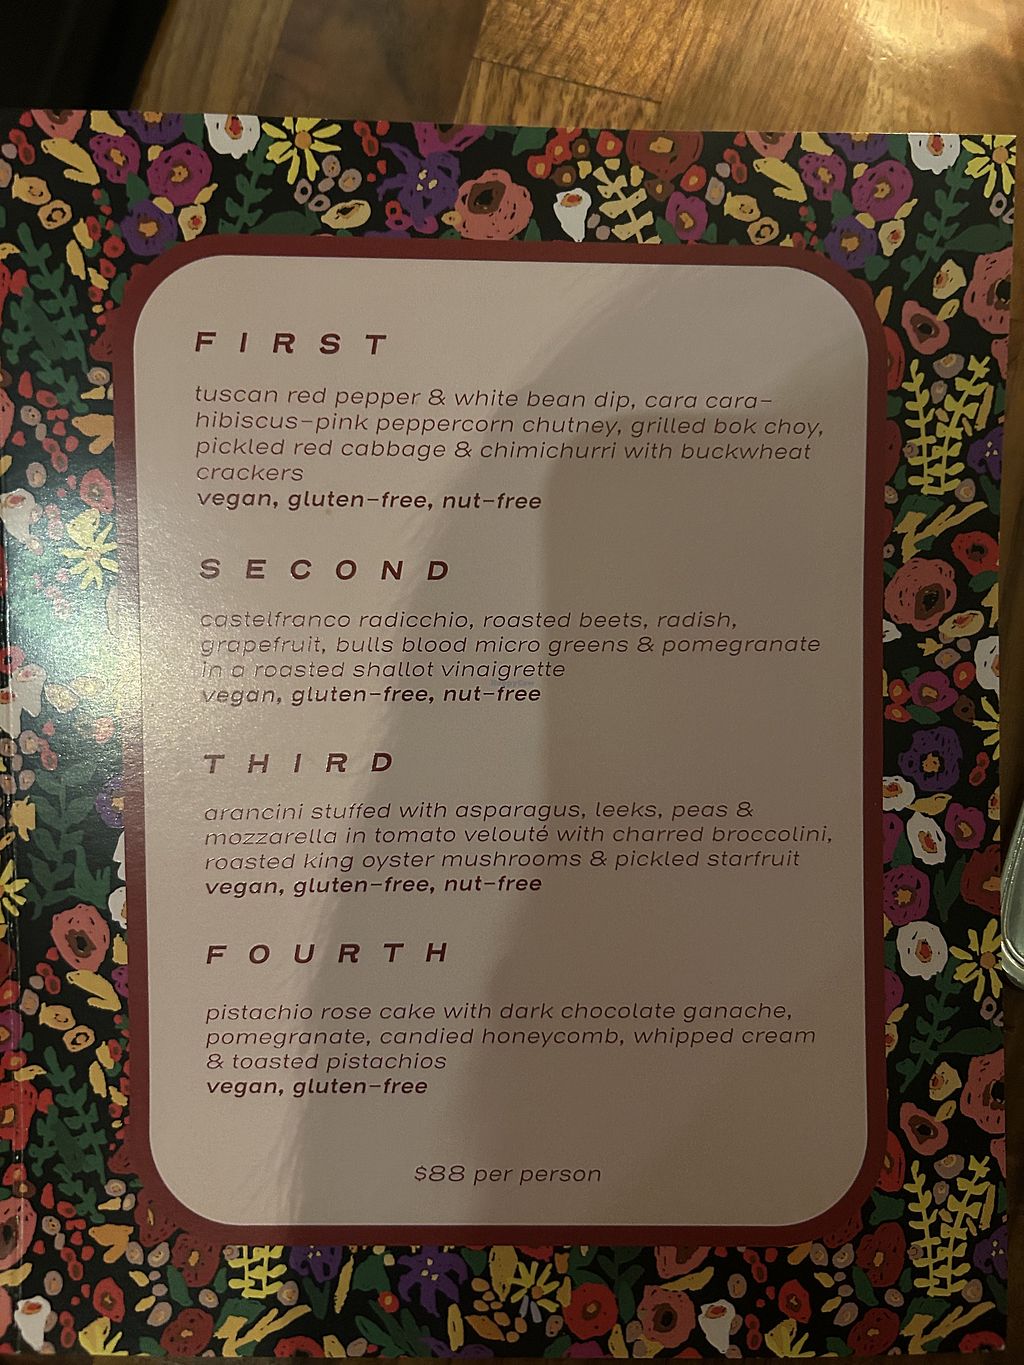 FIRST
tuscan red pepper & white bean dip, cara cara-
hibiscus-pink peppercorn chutney, grilled bok choy,
pickled red cabbage & chimichurri with buckwheat
crackers
vegan, gluten-free, nut-free
SECOND
castelfranco radicchio, roasted beets, radish,
grapefruit, bulls blood micro greens & pomegranate
in a roasted shallot vinaigrette
vegan, gluten-free, nut-free
THIRD
arancini stuffed with asparagus, leeks, peas &
mozzarella in tomato velouté with charred broccolini,
roasted king oyster mushrooms & pickled starfruit
vegan, gluten-free, nut-free
FOURTH
pistachio rose cake with dark chocolate ganache,
pomegranate, candied honeycomb, whipped cream
& toasted pistachios
vegan, gluten-free
$88 per person